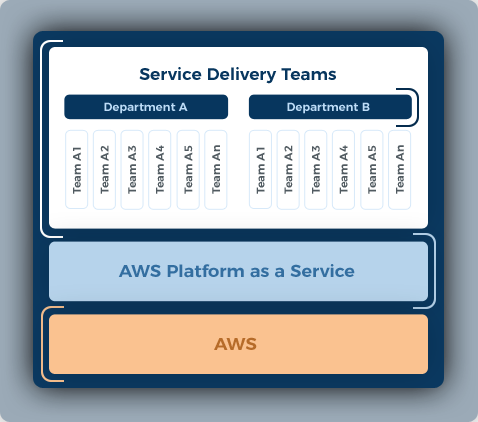 Service Delivery Teams
Department A
Department B
Team A1
Team A2
Team A3
Team A4
Team A5
Team An
Team A1
Team A2
Team A3
Team A4
Team A5
Team An
AWS Platform as a Service
AWS